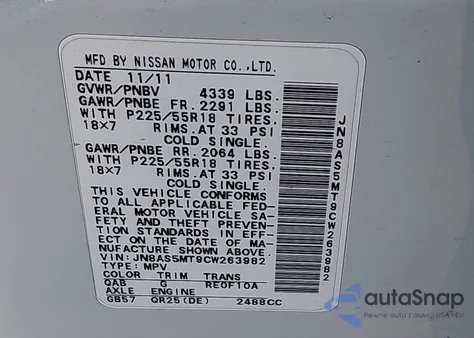 MFD BY NISSAN MOTOR CO.,LTD.
DATE 11/11
GVWR/PNBV 4339 LBS.
GAWR/PNBE FR. 2291 LBS.
WITH P225/55R18 TIRES.
18X7 RIMS.AT 33 PSI
COLD SINGLE.
GAWR/PNBE RR. 2064 LBS.
WITH P225/55R18 TIRES.
18X7 RIMS.AT 33 PSI
COLD SINGLE.
THIS VEHICLE CONFORMS
TO ALL APPLICABLE FED-
ERAL MOTOR VEHICLE SA-
FETY AND THEFT PREVEN-
TION STANDARDS IN EFF-
ECT ON THE DATE OF MA-
NUFACTURE SHOWN ABOVE.
VIN: JN8AS5MT9CW263982
TYPE: MPV
COLOR TRIM TRANS
QAB G RE0F10A
AXLE ENGINE
GB57 QR25(DE) 2488CC
JN8AS5MT9CW263982
autoSnap
Pewne auta z aukcji USA i